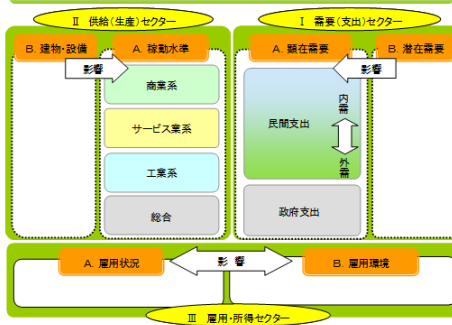 Ⅱ 供給(生産)セクター
Ⅰ 需要(支出)セクター
B. 建物・設備
A. 稼動水準
A. 顕在需要
B. 潜在需要
影響
影響
商業系
サービス業系
工業系
総合
民間支出
内需
外需
政府支出
A. 雇用状況
影 響
B. 雇用環境
Ⅲ 雇用・所得セクター